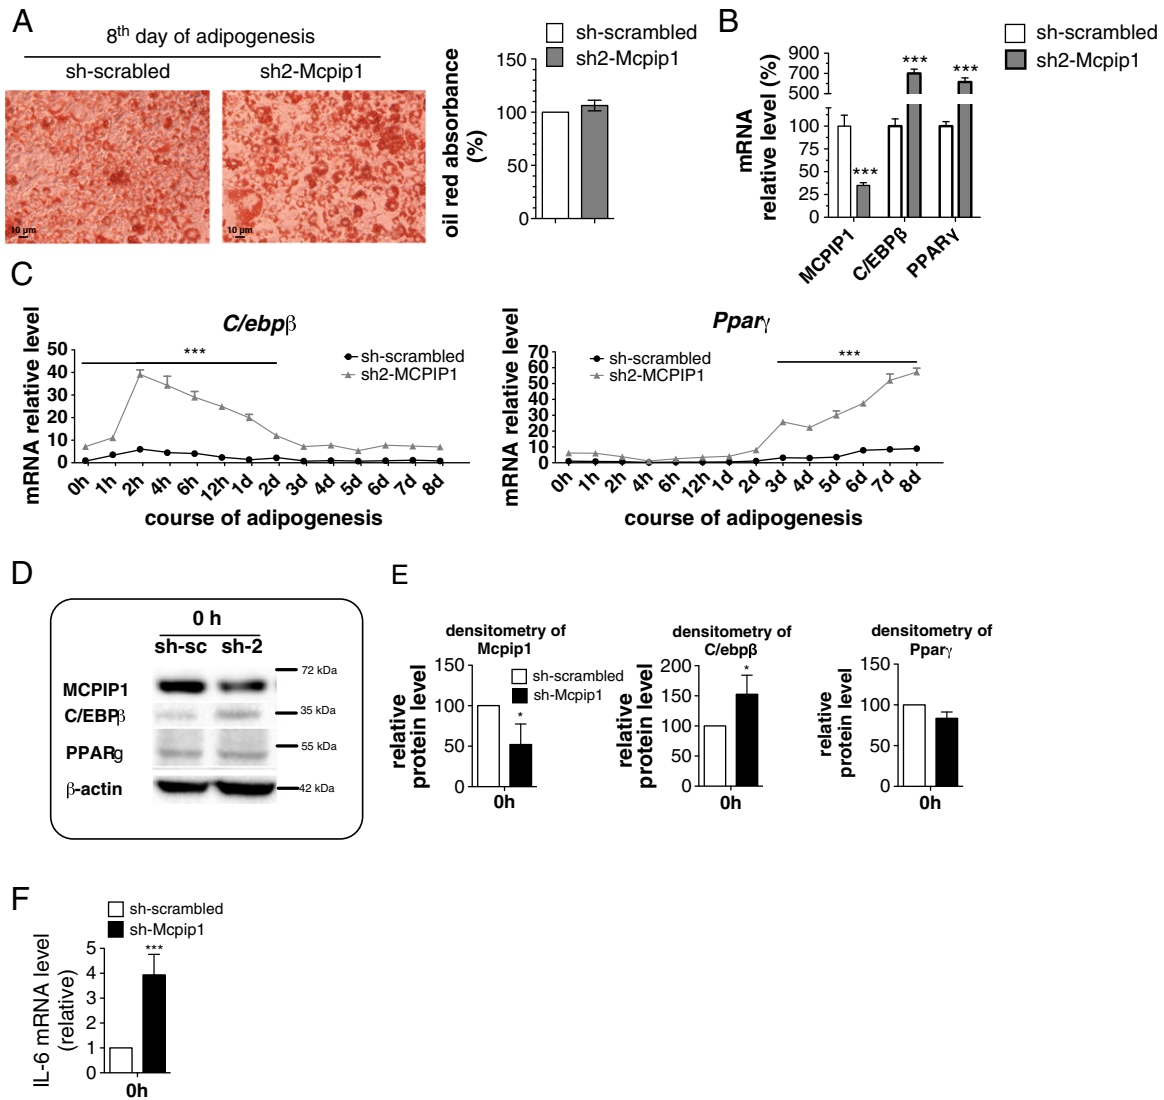 A
8th day of adipogenesis
sh-scrabled
sh2-Mcpip1
10 µm
10 µm
sh-scrambled
sh2-Mcpip1
oil red absorbance
(%)
150
100
50
0
B
sh-scrambled
sh2-Mcpip1
mRNA
relative level (%)
900
700
500
100
75
50
25
0
***
***
***
MCPIP1
C/EBPβ
PPARγ
C
C/ebpβ
mRNA relative level
50
40
30
20
10
0
***
sh-scrambled
sh2-MCPIP1
0h 1h 2h 4h 6h 12h 1d 2d 3d 4d 5d 6d 7d 8d
course of adipogenesis
Pparγ
mRNA relative level
70
60
50
40
30
20
10
0
sh-scrambled
sh2-MCPIP1
***
0h 1h 2h 4h 6h 12h 1d 2d 3d 4d 5d 6d 7d 8d
course of adipogenesis
D
0 h
sh-sc sh-2
72 kDa
MCPIP1
C/EBPβ
35 kDa
PPARg
55 kDa
β-actin
42 kDa
E
densitometry of
Mcpip1
relative
protein level
150
100
50
0
sh-scrambled
sh-Mcpip1
*
0h
densitometry of
C/ebpβ
relative
protein level
200
150
100
50
0
*
0h
densitometry of
Pparγ
relative
protein level
150
100
50
0
0h
F
sh-scrambled
sh-Mcpip1
IL-6 mRNA level
(relative)
5
4
3
2
1
0
***
0h